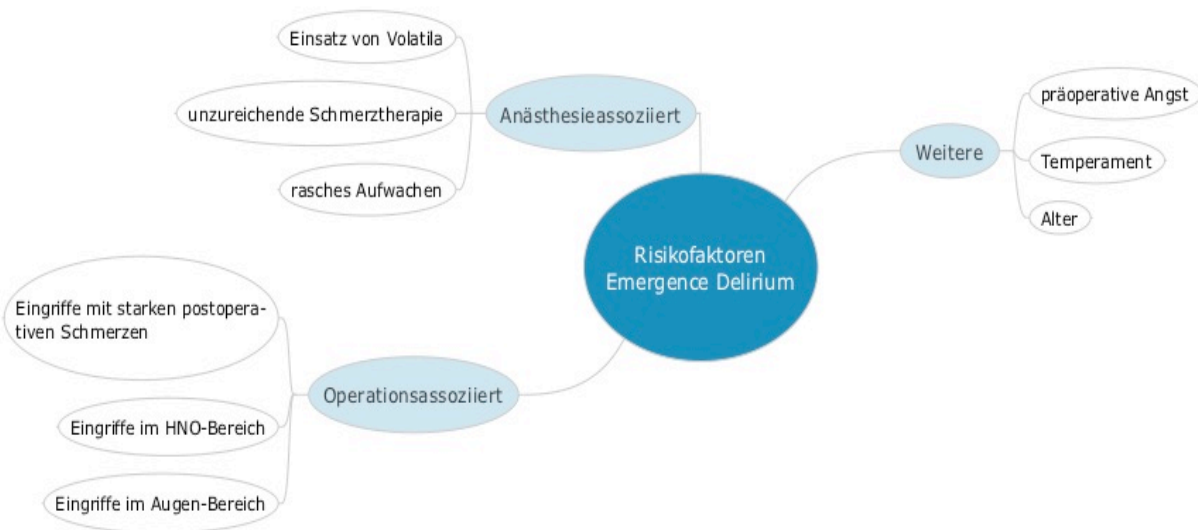 Einsatz von Volatila
unzureichende Schmerztherapie
rasches Aufwachen
Anästhesieassoziiert
präoperative Angst
Temperament
Alter
Weitere
Risikofaktoren
Emergence Delirium
Eingriffe mit starken postopera-
tiven Schmerzen
Eingriffe im HNO-Bereich
Eingriffe im Augen-Bereich
Operationsassoziiert